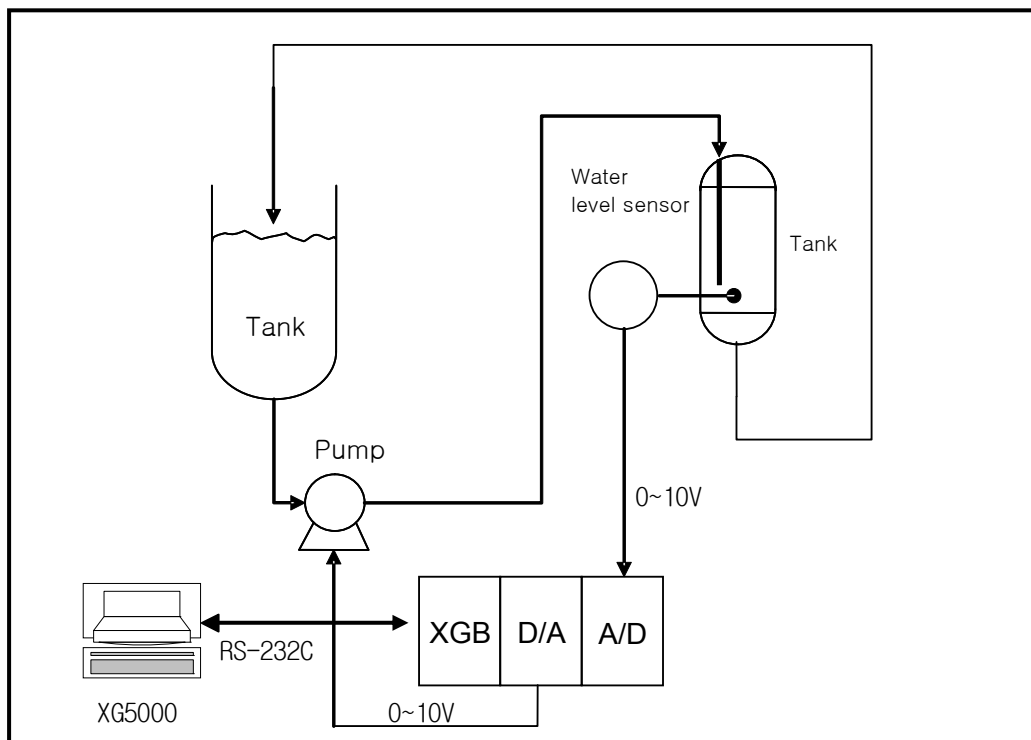 Water
level sensor
Tank
Tank
Pump
0~10V
XGB
D/A
A/D
RS-232C
XG5000
0~10V